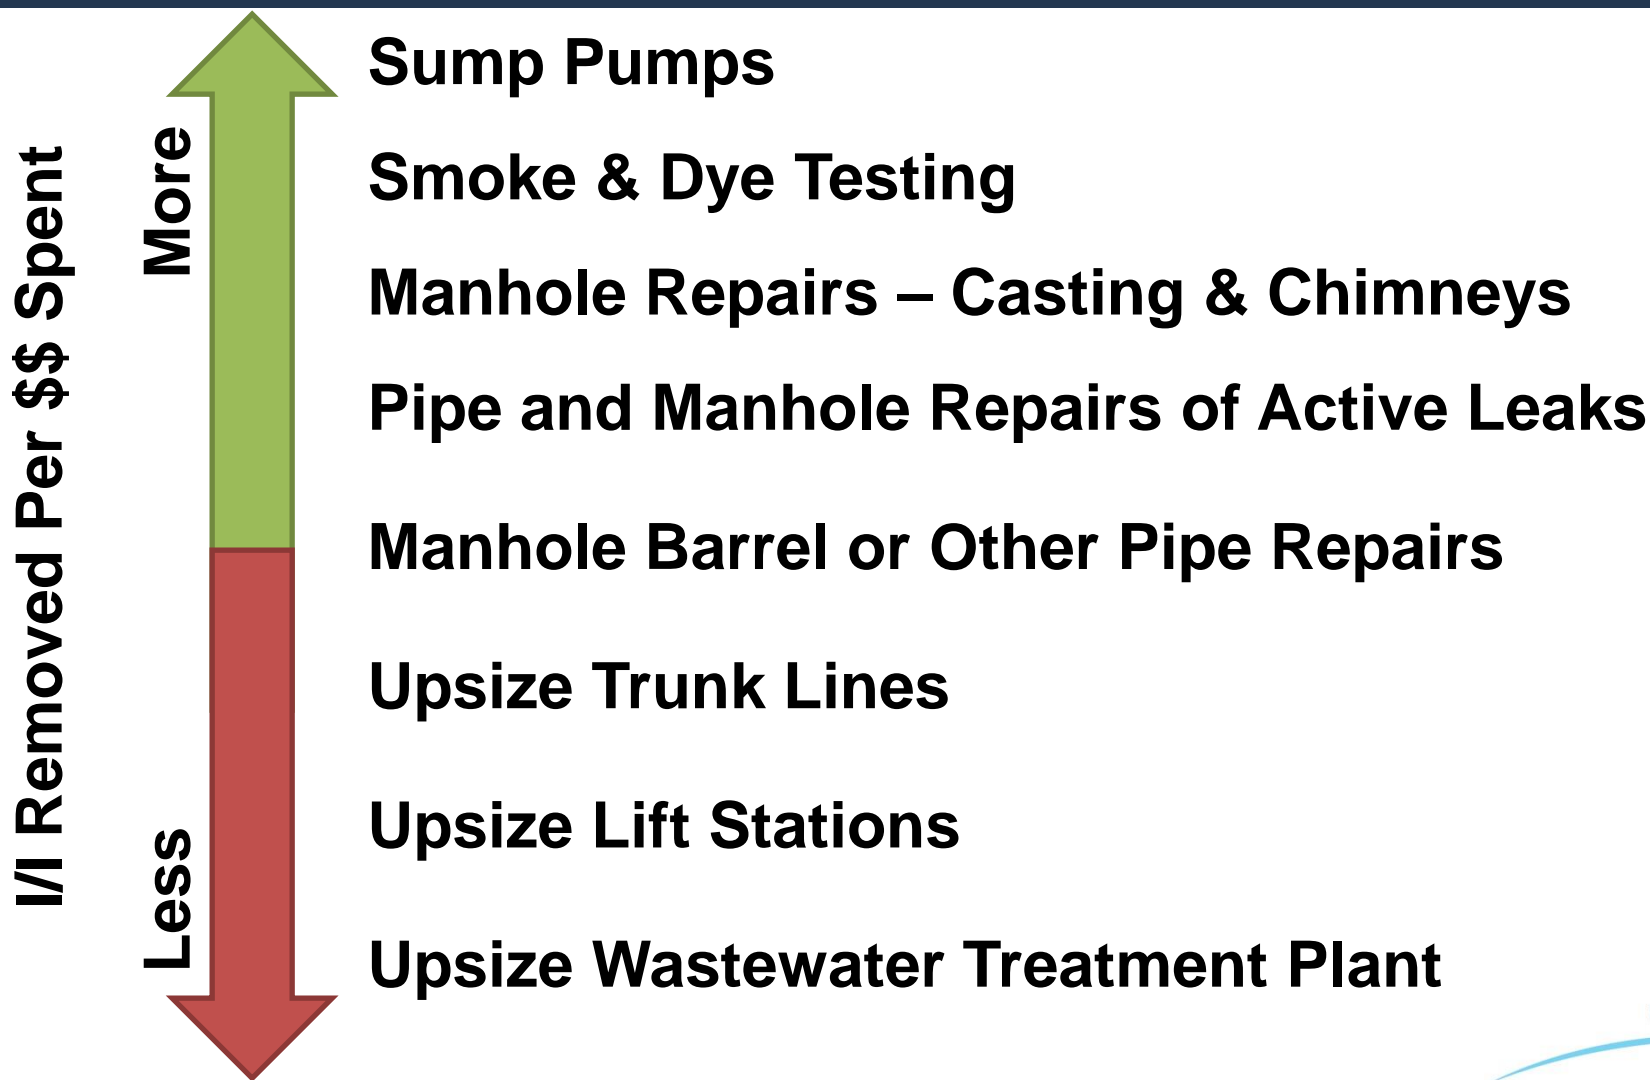 I/I Removed Per $$ Spent
More
Less
Sump Pumps
Smoke & Dye Testing
Manhole Repairs – Casting & Chimneys
Pipe and Manhole Repairs of Active Leaks
Manhole Barrel or Other Pipe Repairs
Upsize Trunk Lines
Upsize Lift Stations
Upsize Wastewater Treatment Plant